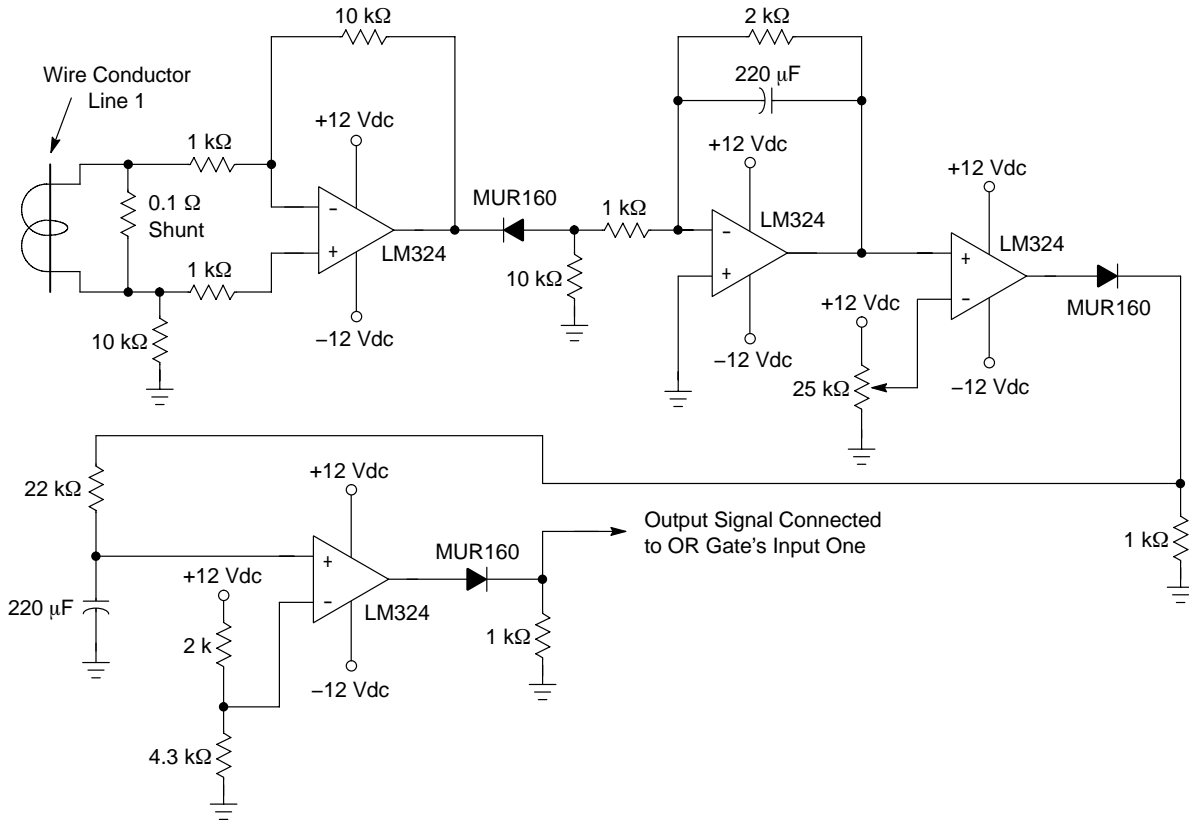 10 kΩ
2 kΩ
220 μF
Wire Conductor
Line 1
+12 Vdc
1 kΩ
0.1 Ω
Shunt
–
+
LM324
1 kΩ
–12 Vdc
10 kΩ
MUR160
1 kΩ
10 kΩ
+12 Vdc
–
+
LM324
–12 Vdc
+12 Vdc
+
–
LM324
MUR160
+12 Vdc
25 kΩ
–12 Vdc
22 kΩ
220 μF
+12 Vdc
+
–
LM324
–12 Vdc
+12 Vdc
2 k
4.3 kΩ
MUR160
1 kΩ
Output Signal Connected
to OR Gate's Input One
1 kΩ